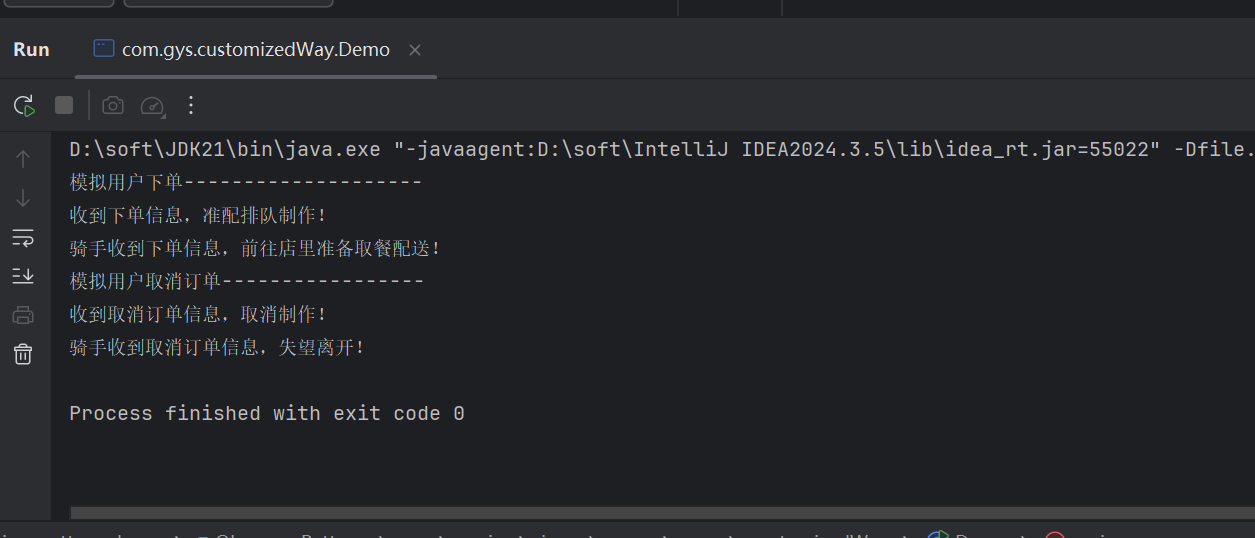 Run com.gys.customizedWay.Demo
D:\soft\JDK21\bin\java.exe "-javaagent:D:\soft\IntelliJ IDEA2024.3.5\lib\idea_rt.jar=55022" -Dfile.
模拟用户下单--------------------
收到下单信息，准配排队制作！
骑手收到下单信息，前往店里准备取餐配送！
模拟用户取消订单-----------------
收到取消订单信息，取消制作！
骑手收到取消订单信息，失望离开！
Process finished with exit code 0